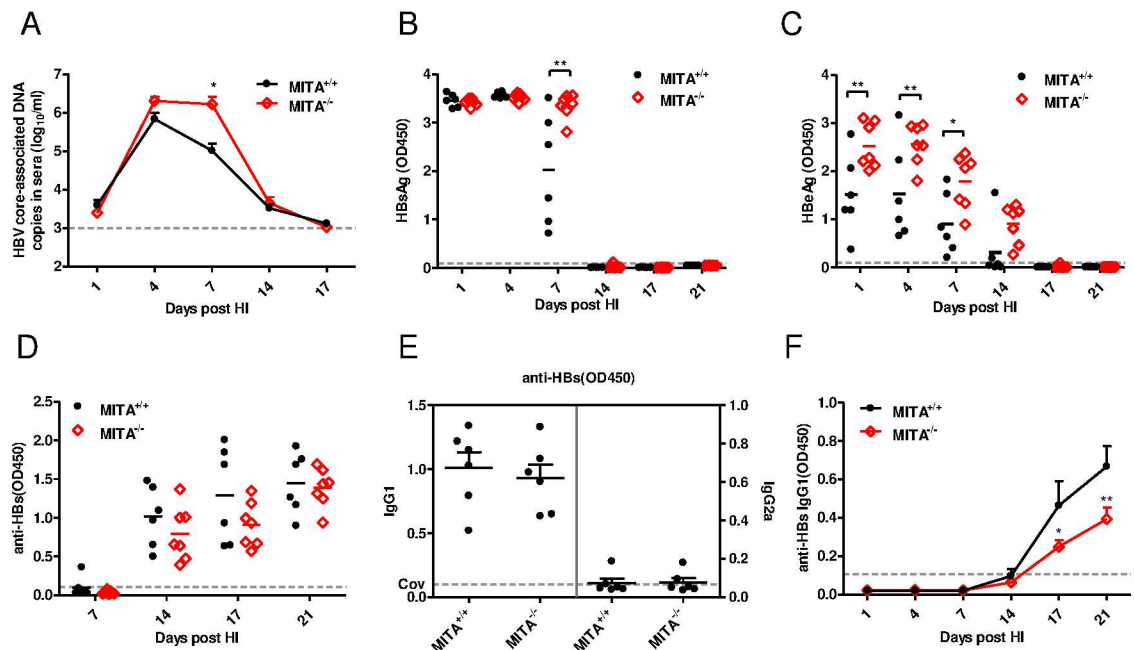 A
HBV core-associated DNA
copies in sera (log₁₀/ml)
7
6
5
4
3
2
*
MITA⁺/⁺
MITA⁻/⁻
1 4 7 14 17
Days post HI
B
HBsAg (OD450)
4
3
2
1
0
**
MITA⁺/⁺
MITA⁻/⁻
1 4 7 14 17 21
Days post HI
C
HBeAg (OD450)
4
3
2
1
0
** ** *
MITA⁺/⁺
MITA⁻/⁻
1 4 7 14 17 21
Days post HI
D
anti-HBs(OD450)
2.5
2.0
1.5
1.0
0.5
0.0
MITA⁺/⁺
MITA⁻/⁻
7 14 17 21
Days post HI
E
anti-HBs(OD450)
IgG1
1.5
1.0
0.5
Cov
0.0
IgG2a
1.0
0.8
0.6
0.4
0.2
0.0
MITA⁺/⁺ MITA⁻/⁻ MITA⁺/⁺ MITA⁻/⁻
F
anti-HBs IgG1(OD450)
1.0
0.8
0.6
0.4
0.2
0.0
MITA⁺/⁺
MITA⁻/⁻
* **
1 4 7 14 17 21
Days post HI